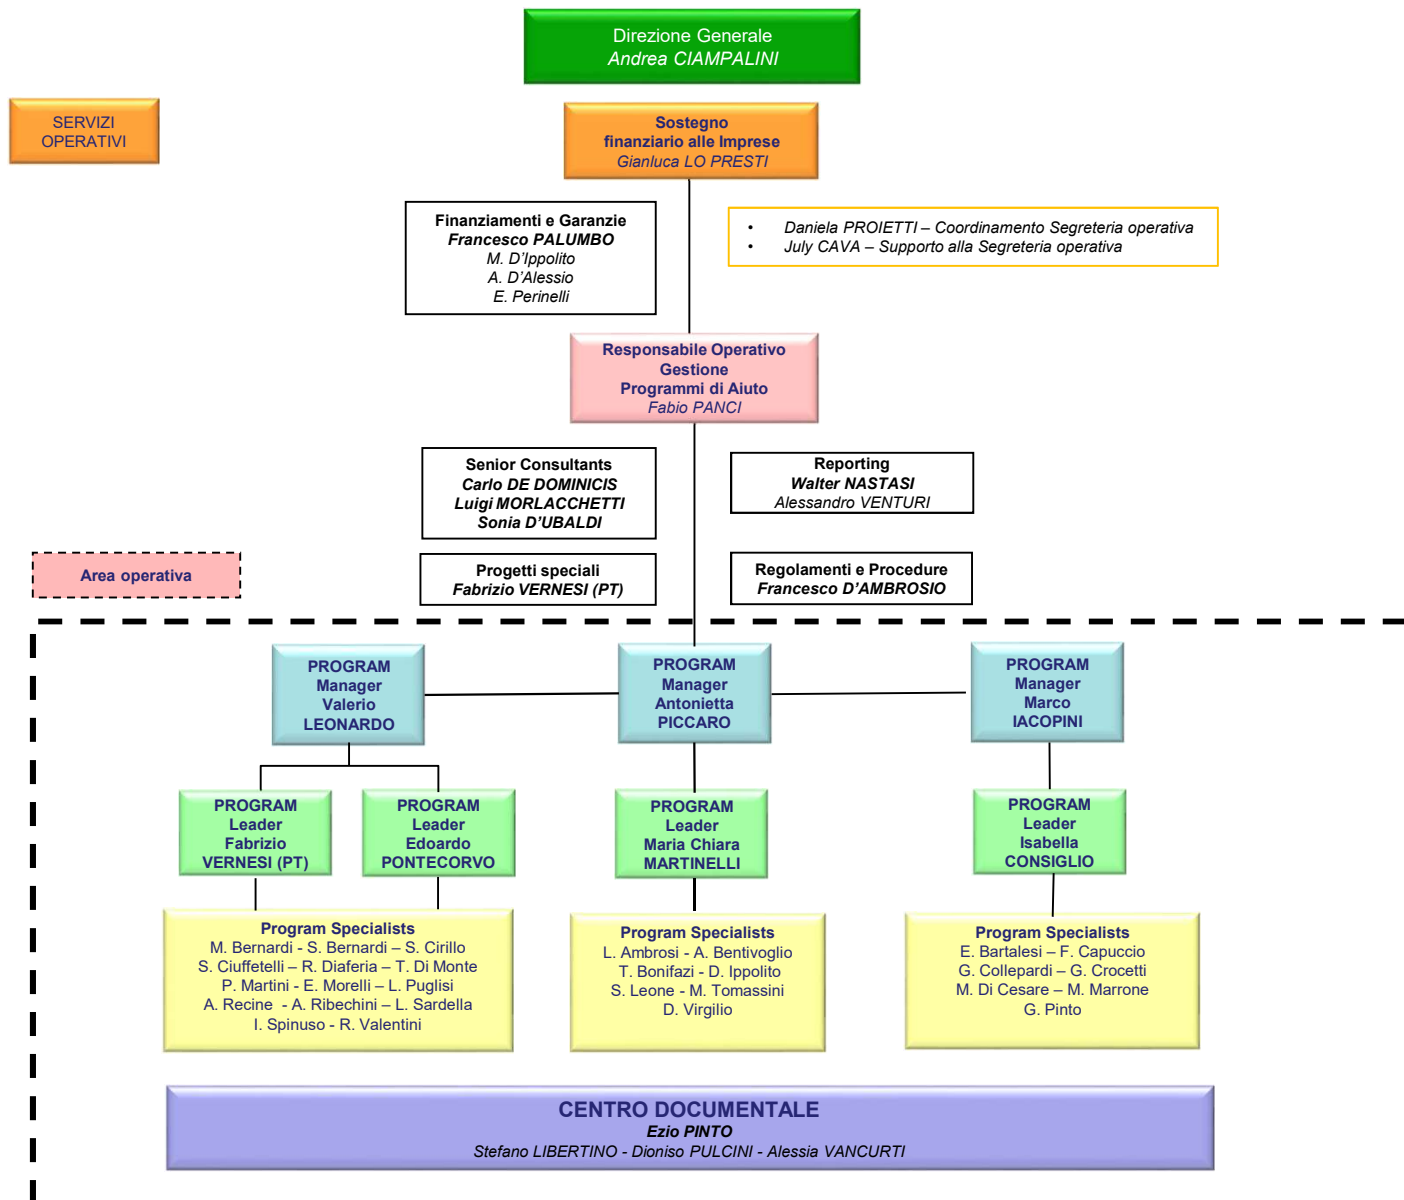 Direzione Generale
Andrea CIAMPALINI
SERVIZI
OPERATIVI
Sostegno
finanziario alle Imprese
Gianluca LO PRESTI
Finanziamenti e Garanzie
Francesco PALUMBO
M. D'Ippolito
A. D'Alessio
E. Perinelli
• Daniela PROIETTI – Coordinamento Segreteria operativa
• July CAVA – Supporto alla Segreteria operativa
Responsabile Operativo
Gestione
Programmi di Aiuto
Fabio PANCI
Senior Consultants
Carlo DE DOMINICIS
Luigi MORLACCHETTI
Sonia D'UBALDI
Reporting
Walter NASTASI
Alessandro VENTURI
Area operativa
Progetti speciali
Fabrizio VERNESI (PT)
Regolamenti e Procedure
Francesco D'AMBROSIO
PROGRAM
Manager
Valerio
LEONARDO
PROGRAM
Manager
Antonietta
PICCARO
PROGRAM
Manager
Marco
IACOPINI
PROGRAM
Leader
Fabrizio
VERNESI (PT)
PROGRAM
Leader
Edoardo
PONTECORVO
PROGRAM
Leader
Maria Chiara
MARTINELLI
PROGRAM
Leader
Isabella
CONSIGLIO
Program Specialists
M. Bernardi - S. Bernardi – S. Cirillo
S. Ciuffetelli – R. Diaferia – T. Di Monte
P. Martini - E. Morelli – L. Puglisi
A. Recine - A. Ribechini – L. Sardella
I. Spinuso - R. Valentini
Program Specialists
L. Ambrosi - A. Bentivoglio
T. Bonifazi - D. Ippolito
S. Leone - M. Tomassini
D. Virgilio
Program Specialists
E. Bartalesi – F. Capuccio
G. Collepardi – G. Crocetti
M. Di Cesare – M. Marrone
G. Pinto
CENTRO DOCUMENTALE
Ezio PINTO
Stefano LIBERTINO - Dioniso PULCINI - Alessia VANCURTI